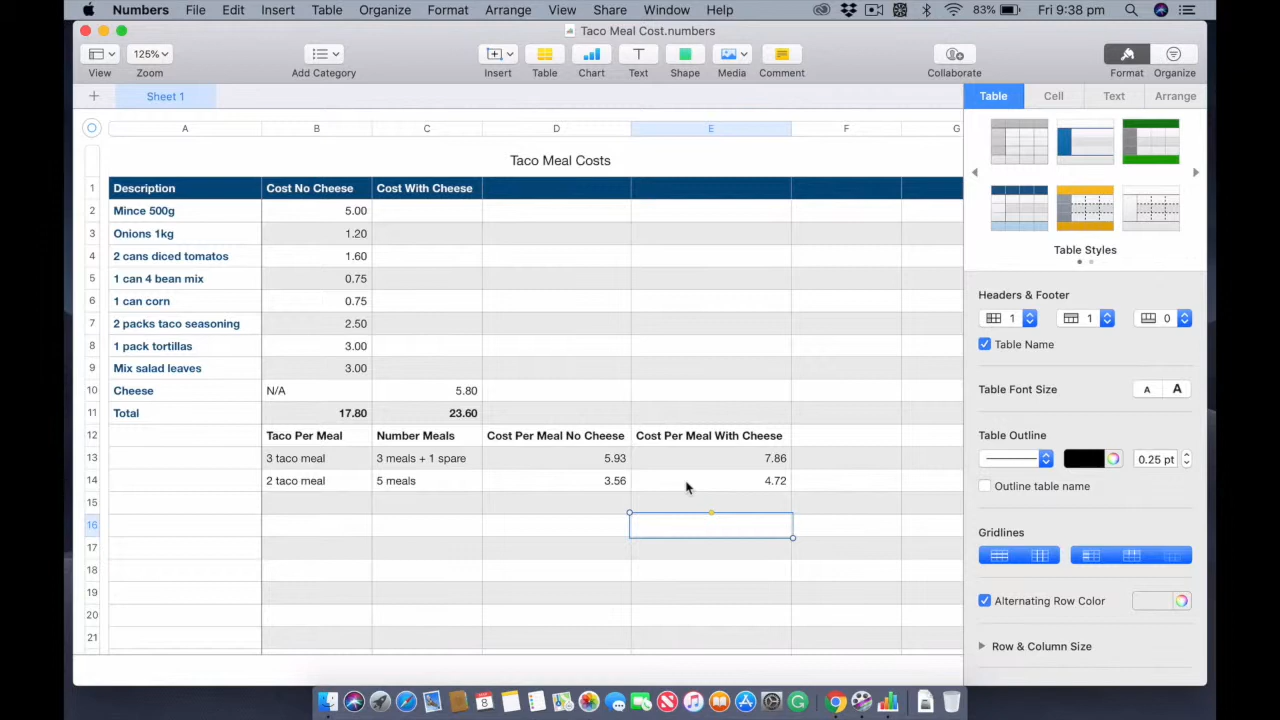 Numbers File Edit Insert Table Organize Format Arrange View Share Window Help 83% Fri 9:38 pm
Taco Meal Cost.numbers
125%
View Zoom Add Category Insert Table Chart Text Shape Media Comment Collaborate Format Organize
Sheet 1 Table Cell Text Arrange
A B C D E F G
Taco Meal Costs
1 Description Cost No Cheese Cost With Cheese
2 Mince 500g 5.00
3 Onions 1kg 1.20
4 2 cans diced tomatos 1.60
5 1 can 4 bean mix 0.75
6 1 can corn 0.75
7 2 packs taco seasoning 2.50
8 1 pack tortillas 3.00
9 Mix salad leaves 3.00
10 Cheese N/A 5.80
11 Total 17.80 23.60
12 Taco Per Meal Number Meals Cost Per Meal No Cheese Cost Per Meal With Cheese
13 3 taco meal 3 meals + 1 spare 5.93 7.86
14 2 taco meal 5 meals 3.56 4.72
15
16
17
18
19
20
21
Table Styles
Headers & Footer
1 1 0
Table Name
Table Font Size A A
Table Outline
0.25 pt
Outline table name
Gridlines
Alternating Row Color
Row & Column Size
8